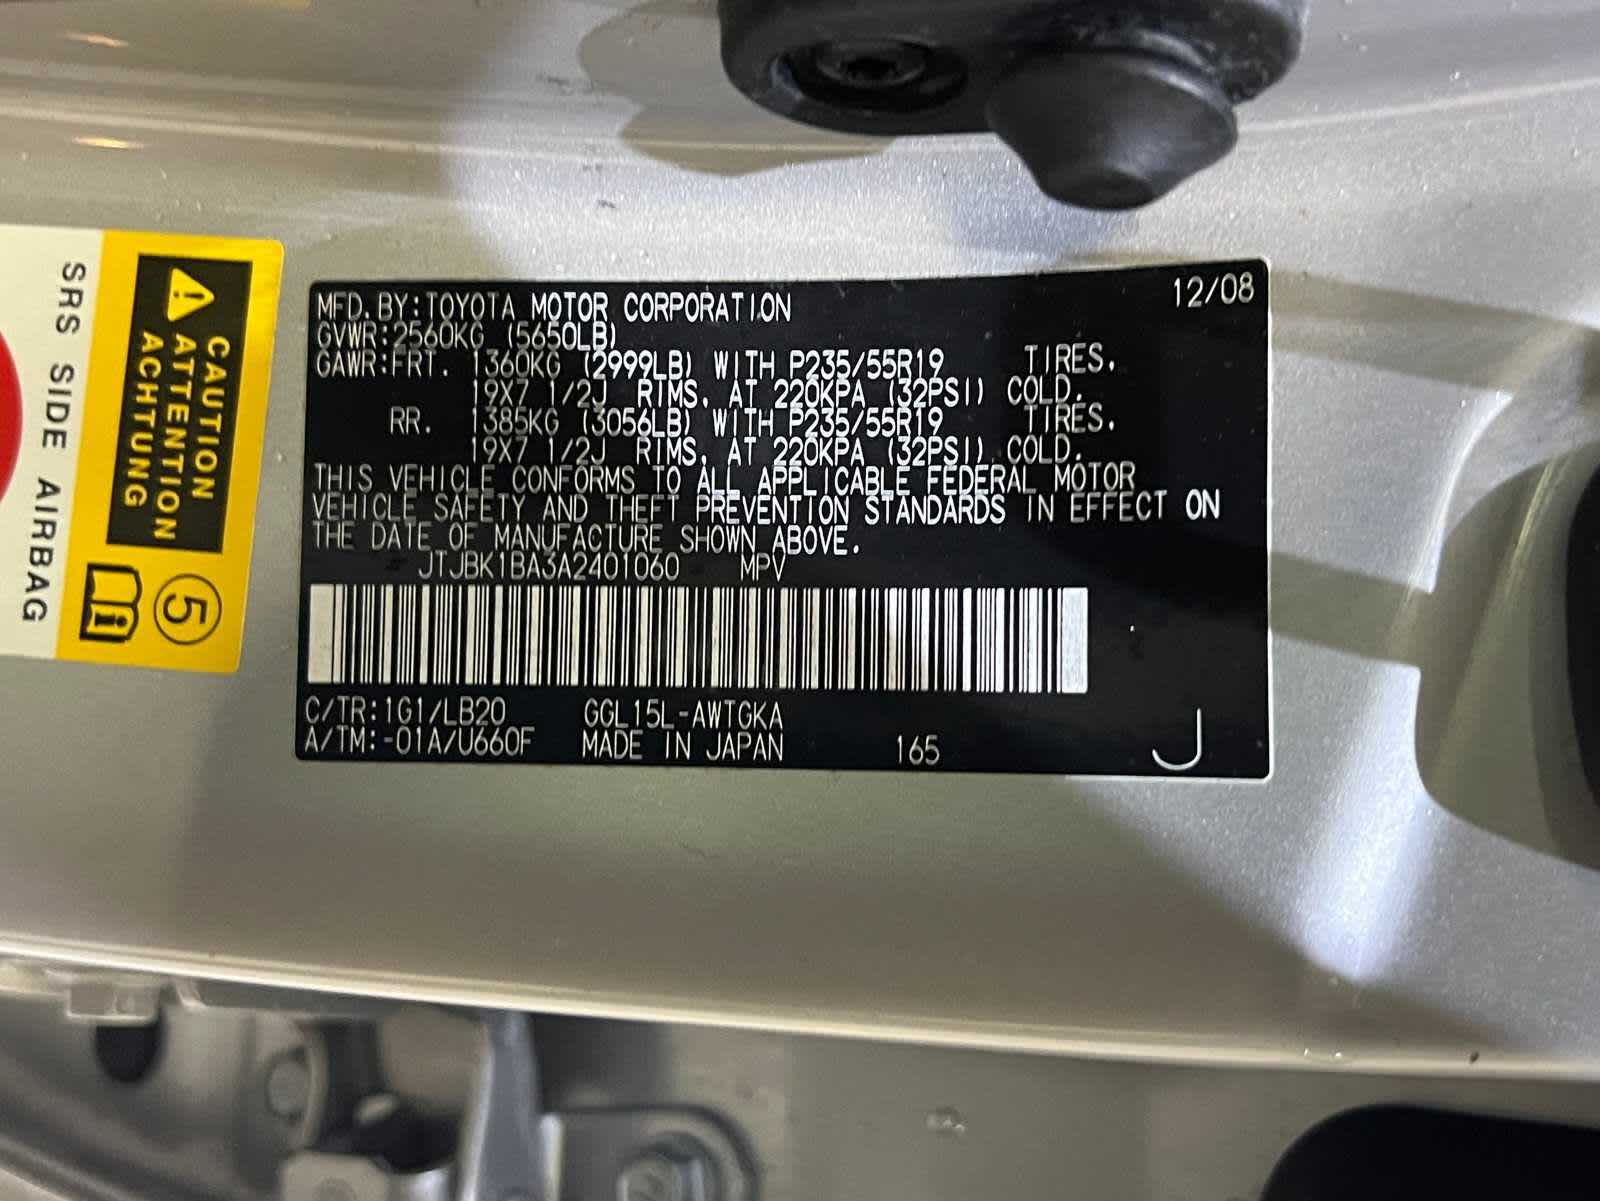 MFD.BY:TOYOTA MOTOR CORPORATION 12/08
GVWR:2560KG (5650LB)
GAWR:FRT. 1360KG (2999LB) WITH P235/55R19 TIRES.
19X7 1/2J RIMS, AT 220KPA (32PSI) COLD.
RR. 1385KG (3056LB) WITH P235/55R19 TIRES.
19X7 1/2J RIMS, AT 220KPA (32PSI) COLD.
THIS VEHICLE CONFORMS TO ALL APPLICABLE FEDERAL MOTOR
VEHICLE SAFETY AND THEFT PREVENTION STANDARDS IN EFFECT ON
THE DATE OF MANUFACTURE SHOWN ABOVE.
JTJBK1BA3A2401060 MPV
C/TR:1G1/LB20 GGL15L-AWTGKA
A/TM:-01A/U660F MADE IN JAPAN 165 J
CAUTION
ATTENTION
ACHTUNG
5
SRS SIDE AIRBAG